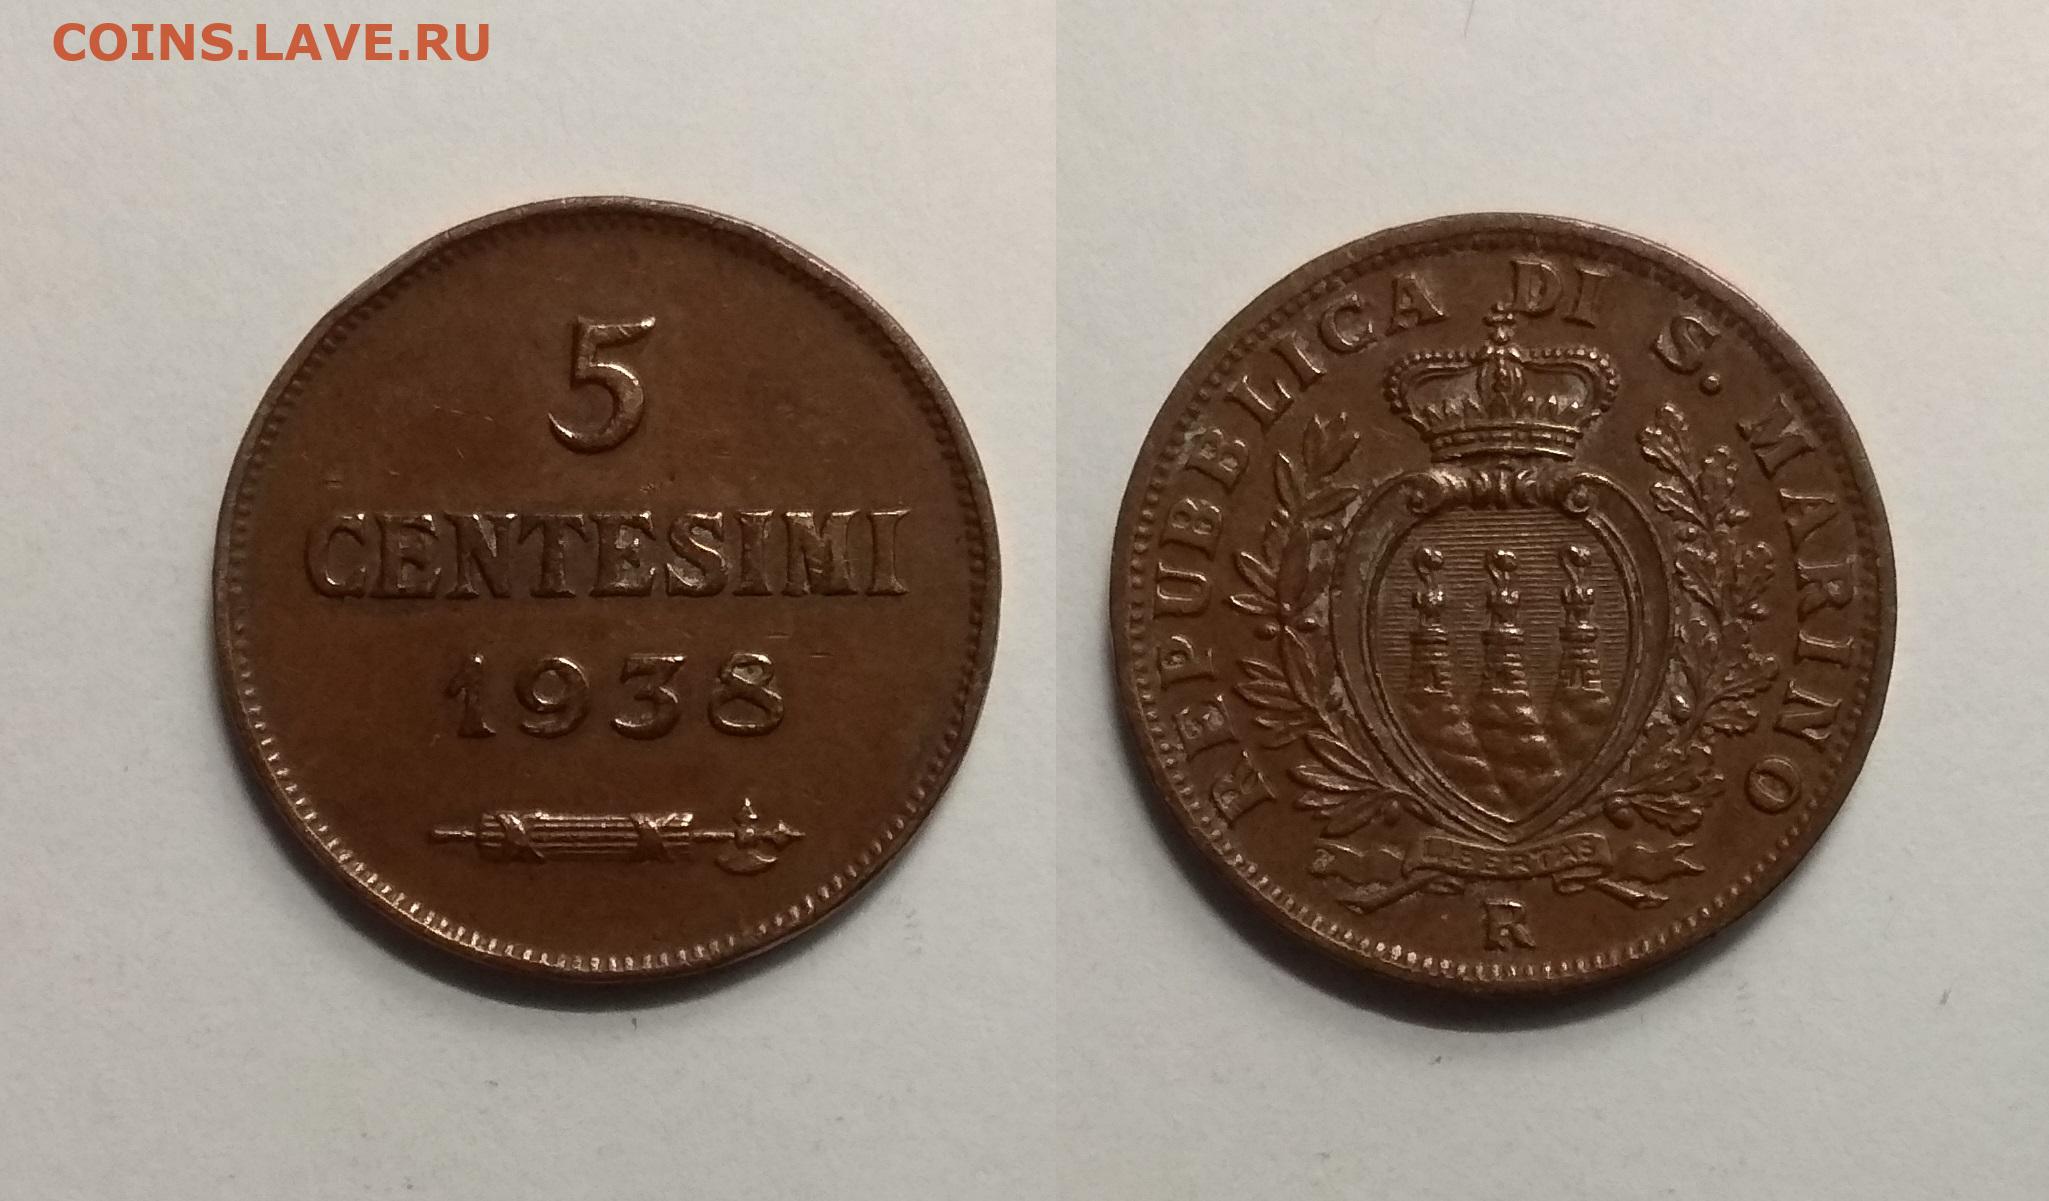 COINS.LAVE.RU
5
CENTESIMI
1938
REPUBBLICA DI S. MARINO
LIBERTAS
R